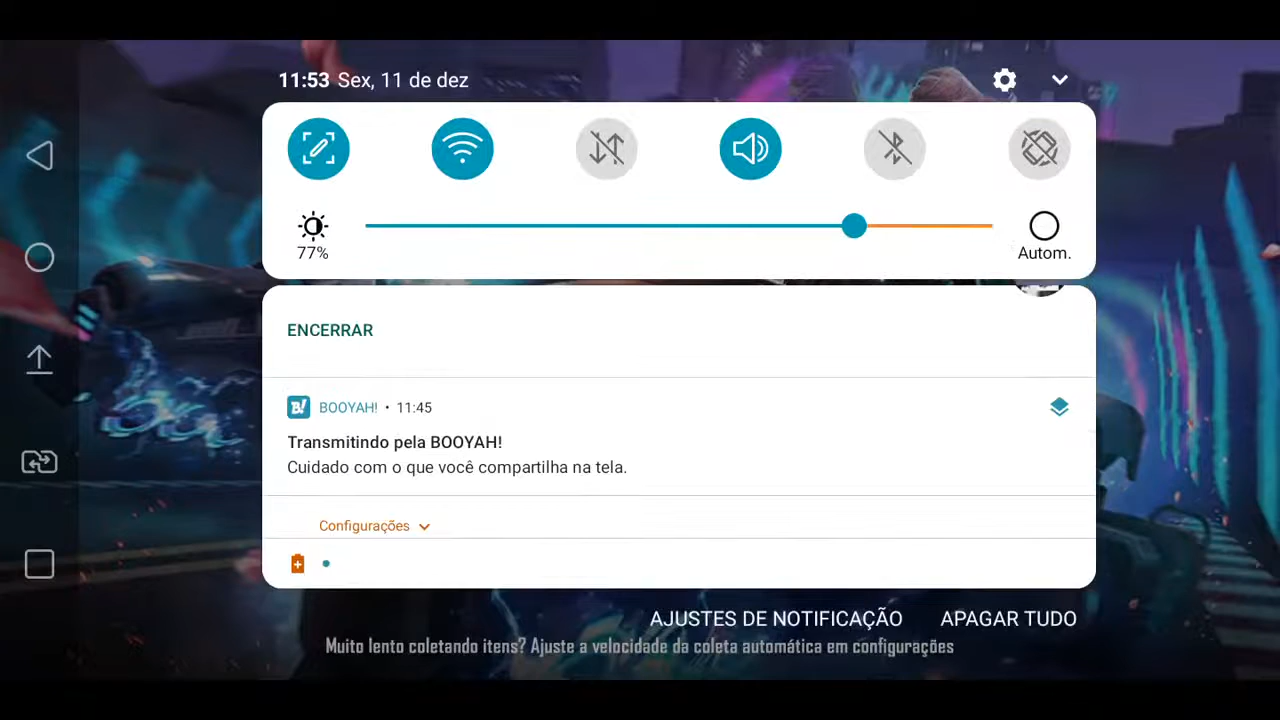 11:53 Sex, 11 de dez
77%
Autom.
ENCERRAR
B! BOOYAH! • 11:45
Transmitindo pela BOOYAH!
Cuidado com o que você compartilha na tela.
Configurações
AJUSTES DE NOTIFICAÇÃO APAGAR TUDO
Muito lento coletando itens? Ajuste a velocidade da coleta automática em configurações